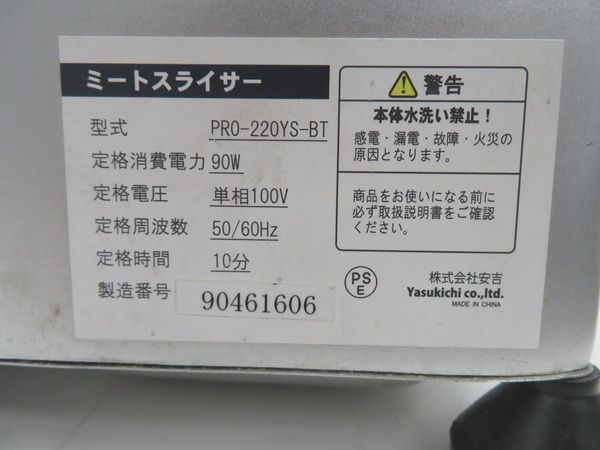 ミートスライサー
型式 PRO-220YS-BT
定格消費電力 90W
定格電圧 単相100V
定格周波数 50/60Hz
定格時間 10分
製造番号 90461606
警告
本体水洗い禁止！
感電・漏電・故障・火災の
原因となります。
商品をお使いになる前に
必ず取扱説明書をご確認
ください。
PS
E
株式会社安吉
Yasukichi co.,ltd.
MADE IN CHINA